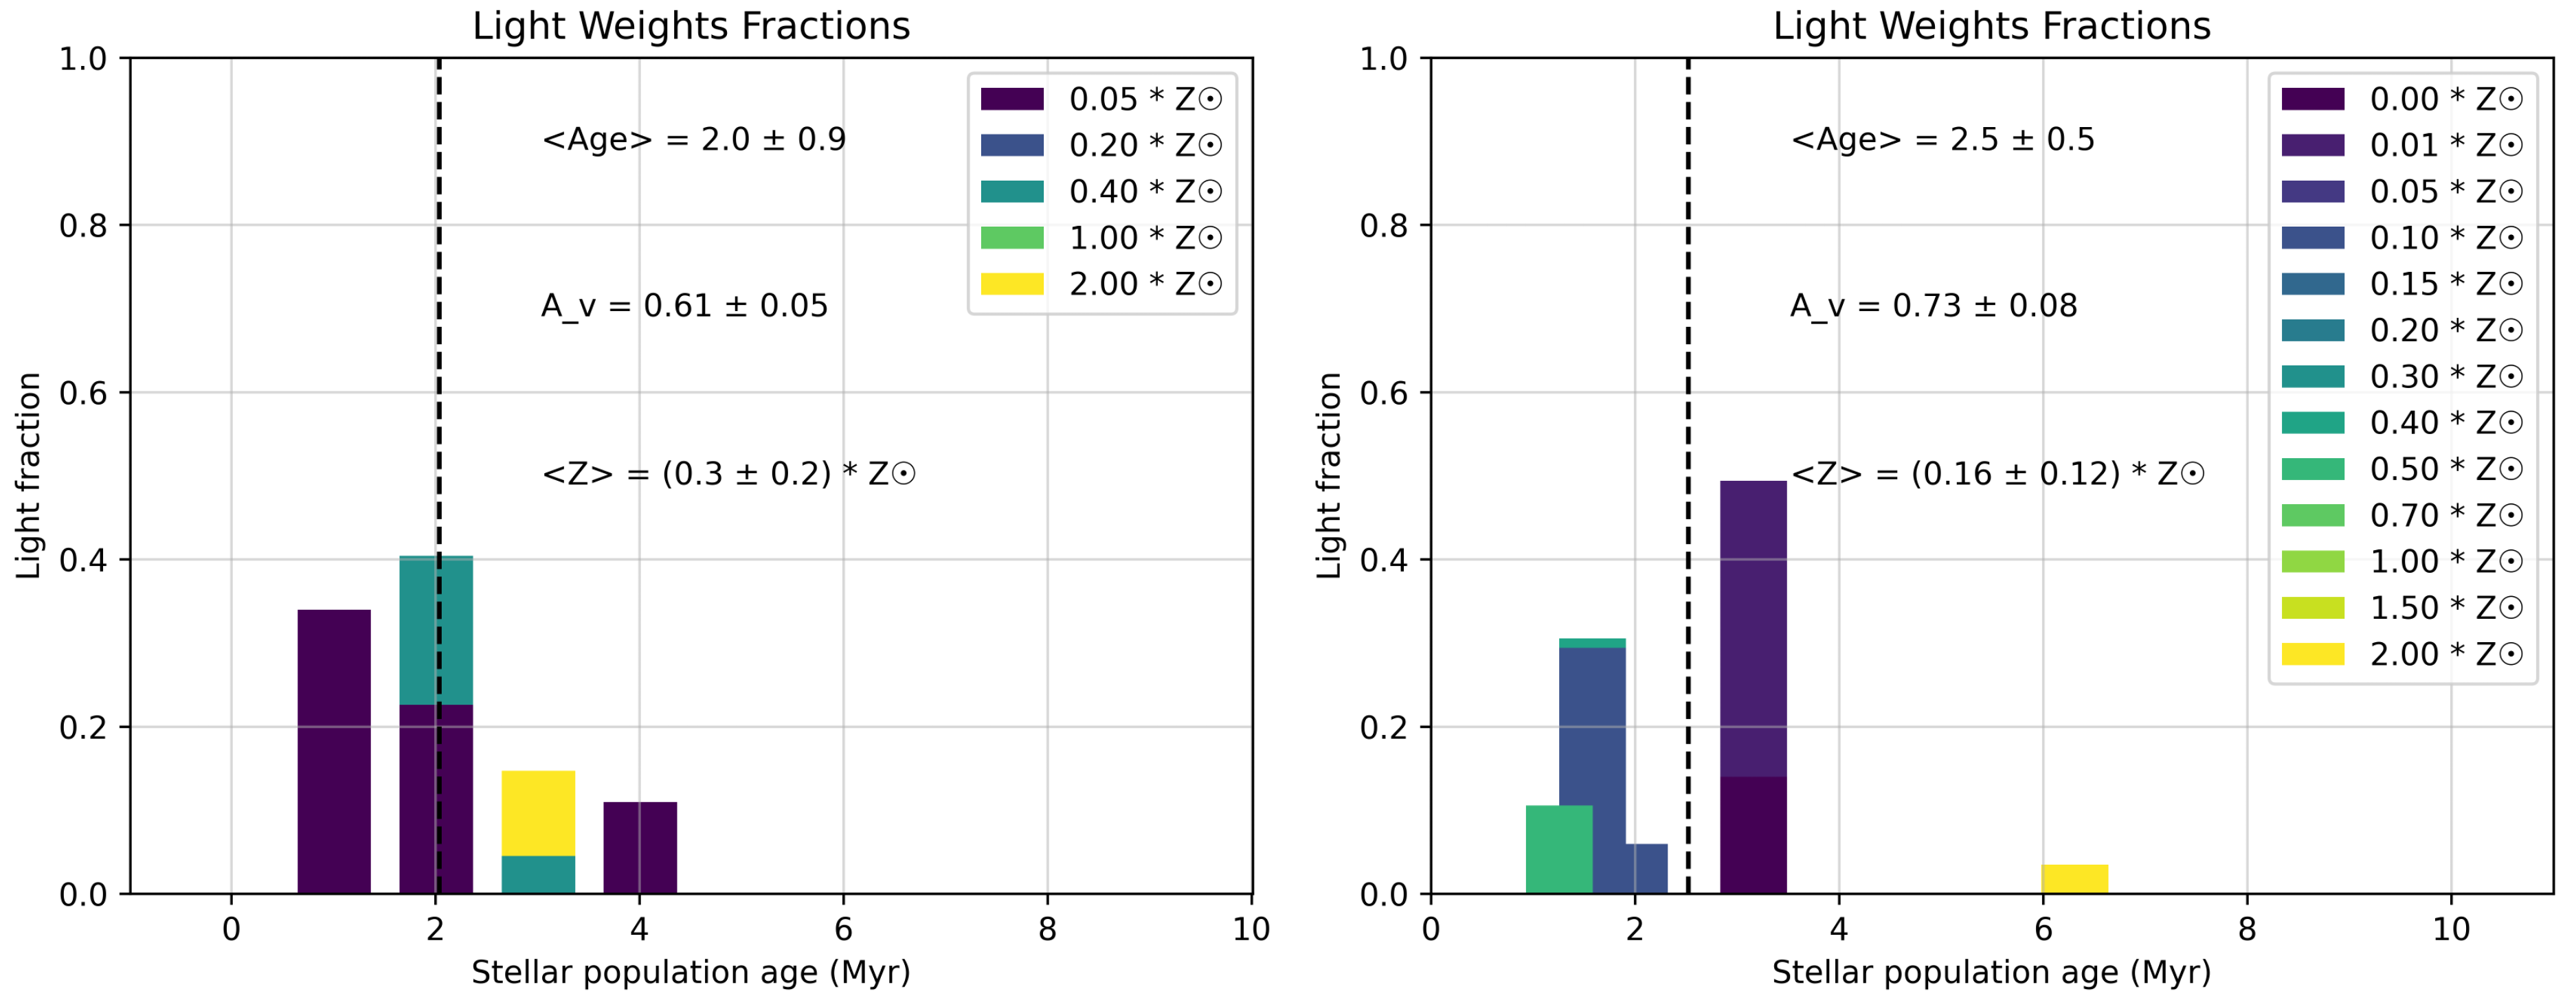 Light Weights Fractions
1.0
0.8
0.6
0.4
0.2
0.0
Light fraction
<Age> = 2.0 ± 0.9
A_v = 0.61 ± 0.05
<Z> = (0.3 ± 0.2) * Z☉
0.05 * Z☉
0.20 * Z☉
0.40 * Z☉
1.00 * Z☉
2.00 * Z☉
0 2 4 6 8 10
Stellar population age (Myr)
Light Weights Fractions
1.0
0.8
0.6
0.4
0.2
0.0
Light fraction
<Age> = 2.5 ± 0.5
A_v = 0.73 ± 0.08
<Z> = (0.16 ± 0.12) * Z☉
0.00 * Z☉
0.01 * Z☉
0.05 * Z☉
0.10 * Z☉
0.15 * Z☉
0.20 * Z☉
0.30 * Z☉
0.40 * Z☉
0.50 * Z☉
0.70 * Z☉
1.00 * Z☉
1.50 * Z☉
2.00 * Z☉
0 2 4 6 8 10
Stellar population age (Myr)